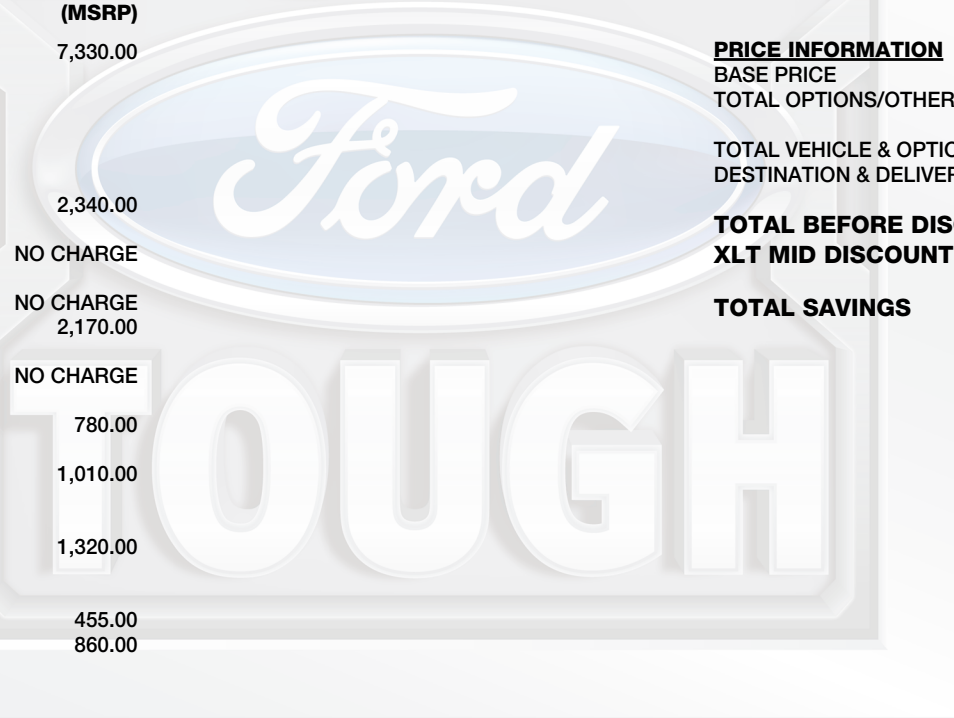 (MSRP)
7,330.00
2,340.00
NO CHARGE
NO CHARGE
2,170.00
NO CHARGE
780.00
1,010.00
1,320.00
455.00
860.00
PRICE INFORMATION
BASE PRICE
TOTAL OPTIONS/OTHER
TOTAL VEHICLE & OPTIO
DESTINATION & DELIVER
TOTAL BEFORE DIS
XLT MID DISCOUNT
TOTAL SAVINGS
Ford
TOUGH